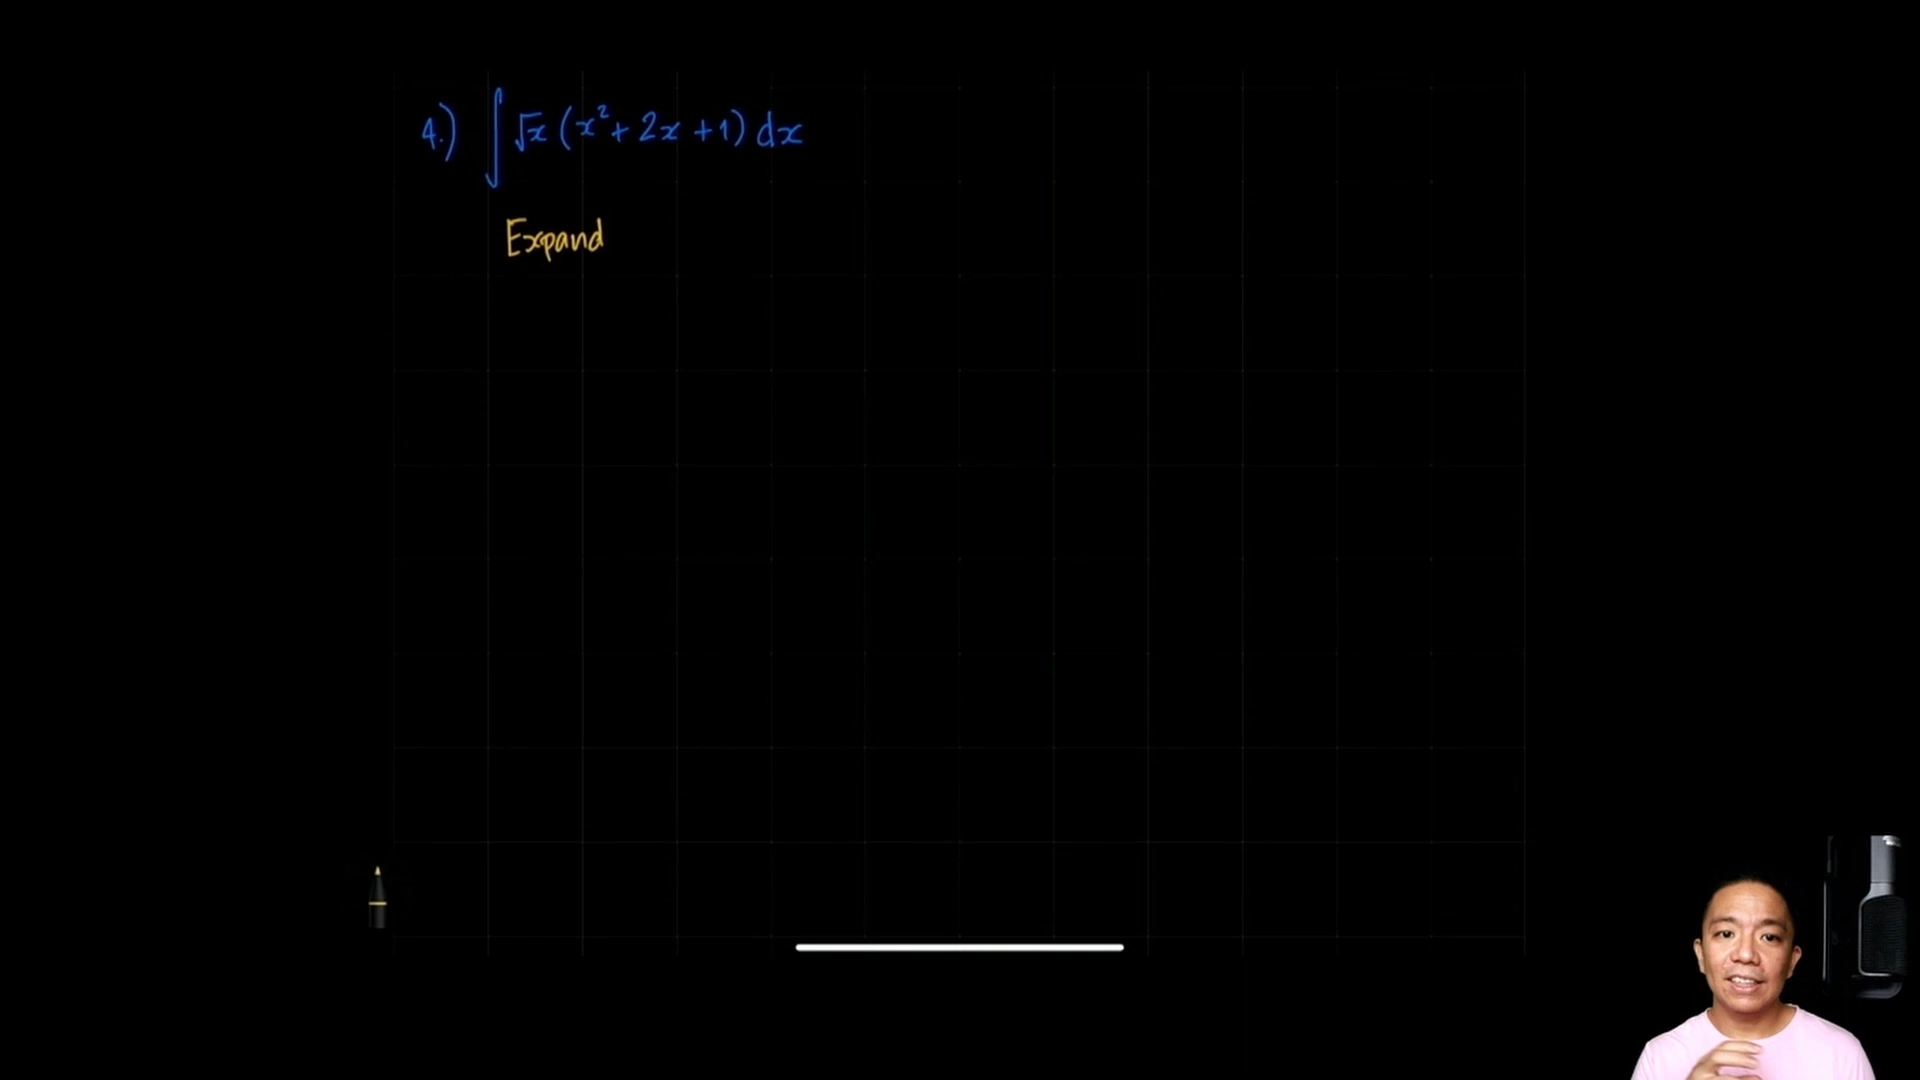 4.) ∫ √x (x² + 2x + 1) dx
Expand